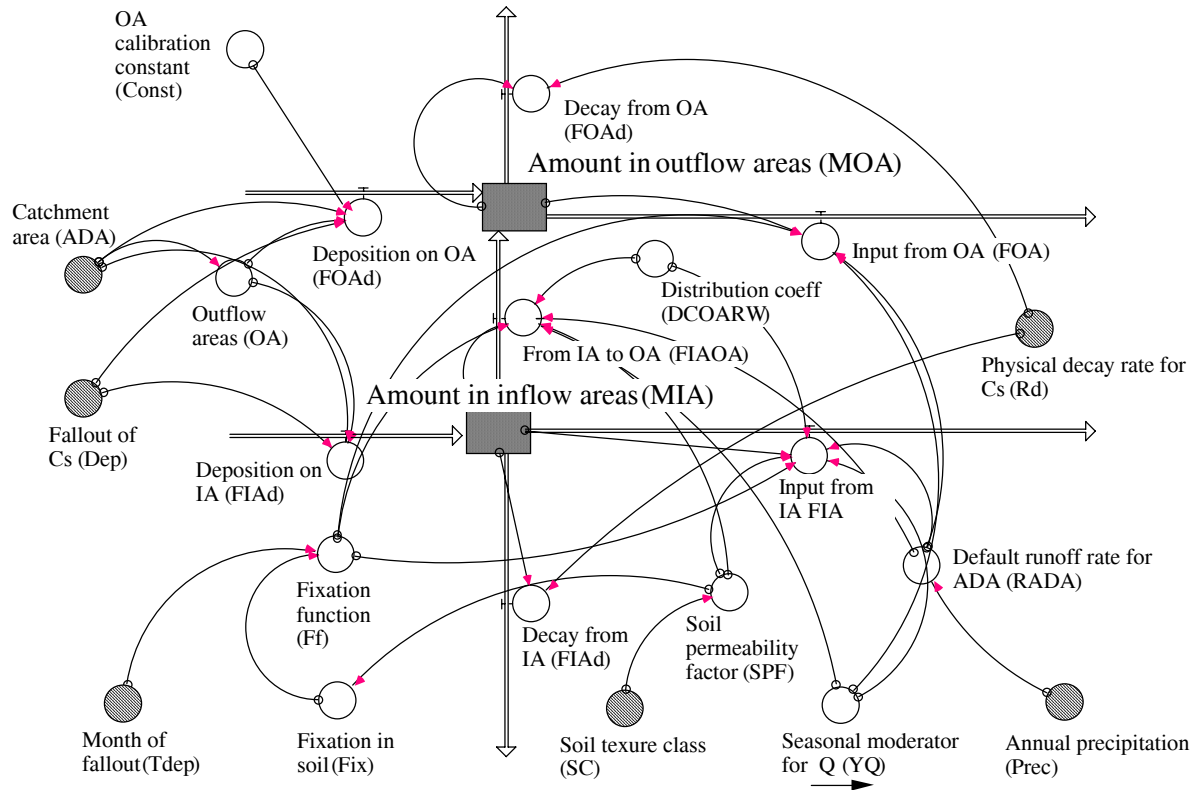 OA
calibration
constant
(Const)
Decay from OA
(FOAd)
Amount in outflow areas (MOA)
Catchment
area (ADA)
Deposition on OA
(FOAd)
Input from OA (FOA)
Distribution coeff
(DCOARW)
Outflow
areas (OA)
From IA to OA (FIAOA)
Physical decay rate for
Cs (Rd)
Amount in inflow areas (MIA)
Fallout of
Cs (Dep)
Deposition on
IA (FIAd)
Input from
IA FIA
Default runoff rate for
ADA (RADA)
Fixation
function
(Ff)
Decay from
IA (FIAd)
Soil
permeability
factor (SPF)
Month of
fallout (Tdep)
Fixation in
soil (Fix)
Soil texure class
(SC)
Seasonal moderator
for Q (YQ)
Annual precipitation
(Prec)